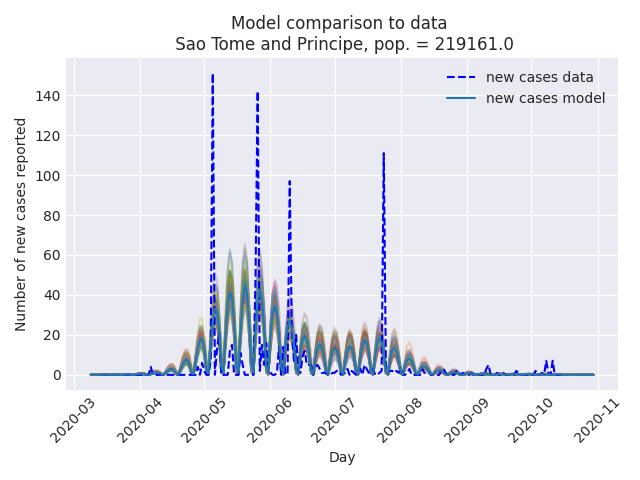 Model comparison to data
Sao Tome and Principe, pop. = 219161.0
new cases data
new cases model
Number of new cases reported
140
120
100
80
60
40
20
0
2020-03
2020-04
2020-05
2020-06
2020-07
2020-08
2020-09
2020-10
2020-11
Day